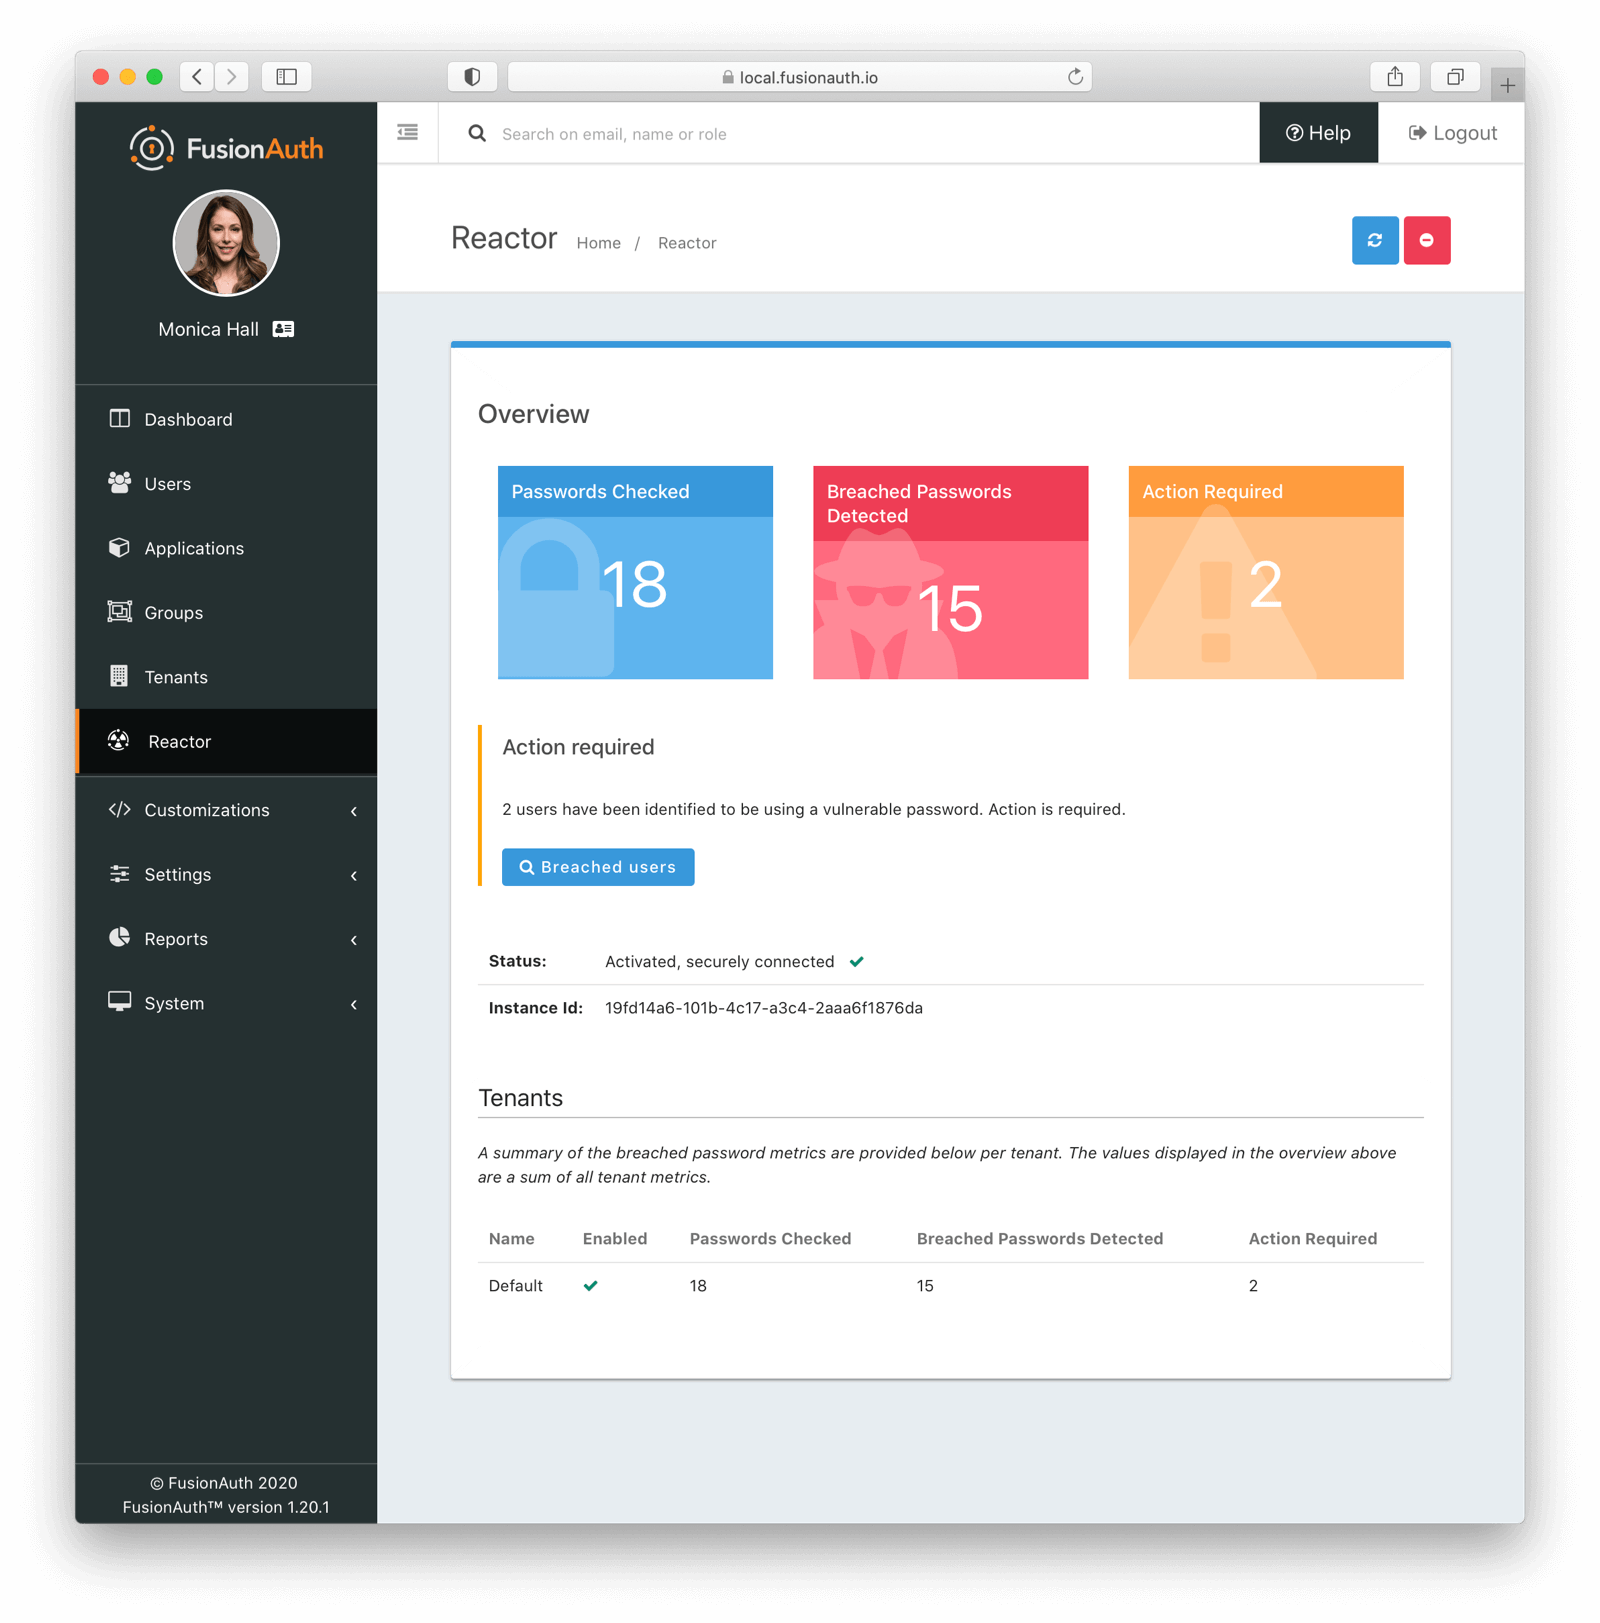 local.fusionauth.io
FusionAuth
Search on email, name or role
Help
Logout
Monica Hall
Dashboard
Users
Applications
Groups
Tenants
Reactor
Customizations
Settings
Reports
System
© FusionAuth 2020
FusionAuth™ version 1.20.1
Reactor Home / Reactor
Overview
Passwords Checked
18
Breached Passwords
Detected
15
Action Required
2
Action required
2 users have been identified to be using a vulnerable password. Action is required.
Breached users
Status: Activated, securely connected
Instance Id: 19fd14a6-101b-4c17-a3c4-2aaa6f1876da
Tenants
A summary of the breached password metrics are provided below per tenant. The values displayed in the overview above
are a sum of all tenant metrics.
Name Enabled Passwords Checked Breached Passwords Detected Action Required
Default 18 15 2